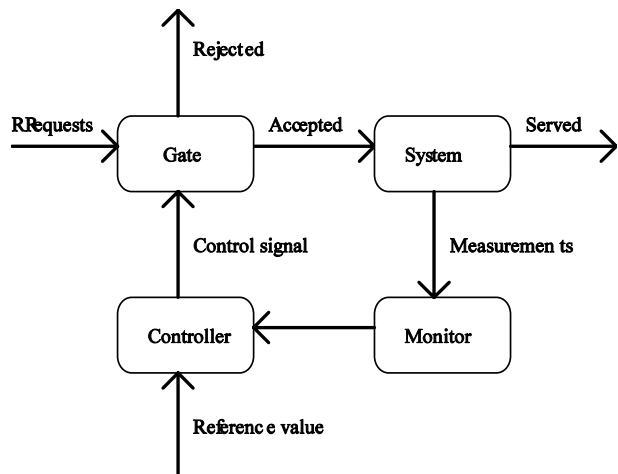 Rejected
RRequests
Accepted
Served
Gate
System
Control signal
Measuremen ts
Controller
Monitor
Referenc e value